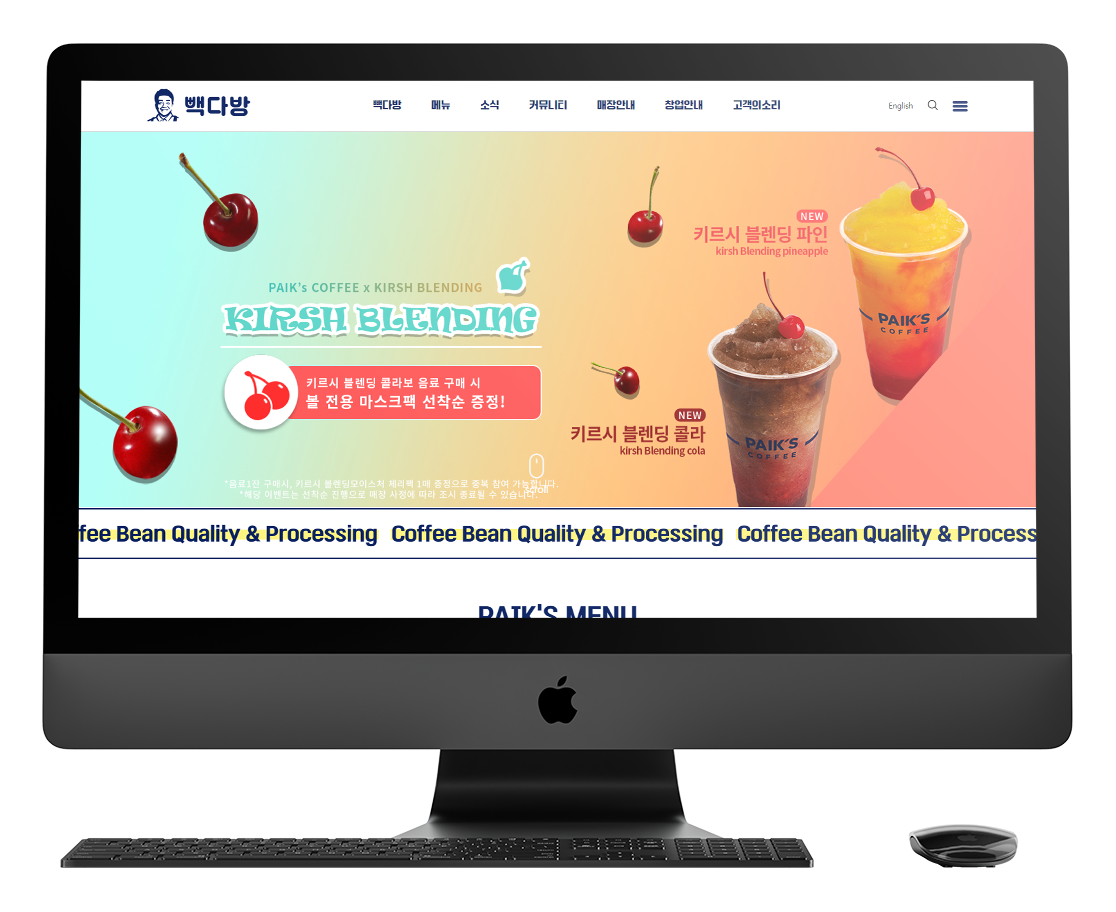 빽다방
빽다방 메뉴 소식 커뮤니티 매장안내 창업안내 고객의소리
English
NEW
키르시 블렌딩 파인
kirsh Blending pineapple
PAIK's COFFEE x KIRSH BLENDING
KIRSH BLENDING
키르시 블렌딩 콜라보 음료 구매 시
볼 전용 마스크팩 선착순 증정!
PAIK'S
COFFEE
NEW
키르시 블렌딩 콜라
kirsh Blending cola
PAIK'S
COFFEE
scroll
*음료1잔 구매시, 키르시 블렌딩모이스처 체리팩 1매 증정으로 중복 참여 가능합니다.
*해당 이벤트는 선착순 진행으로 매장 사정에 따라 조시 종료될 수 있습니다.
fee Bean Quality & Processing Coffee Bean Quality & Processing Coffee Bean Quality & Process
PAIK'S MENU